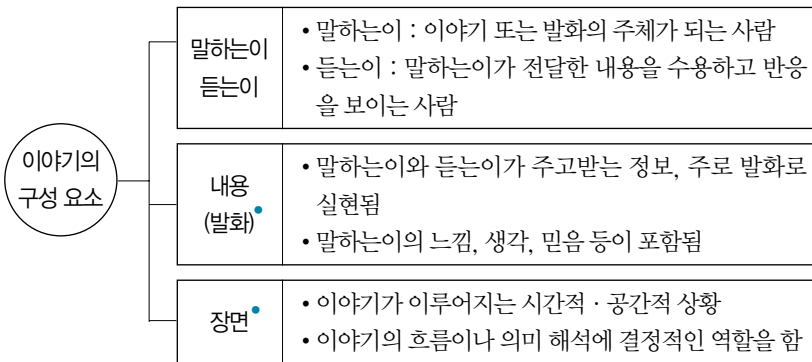 이야기의
구성 요소
말하는이
듣는이
• 말하는이 : 이야기 또는 발화의 주체가 되는 사람
• 듣는이 : 말하는이가 전달한 내용을 수용하고 반응
을 보이는 사람
내용
(발화)•
• 말하는이와 듣는이가 주고받는 정보, 주로 발화로
실현됨
• 말하는이의 느낌, 생각, 믿음 등이 포함됨
장면•
• 이야기가 이루어지는 시간적 · 공간적 상황
• 이야기의 흐름이나 의미 해석에 결정적인 역할을 함